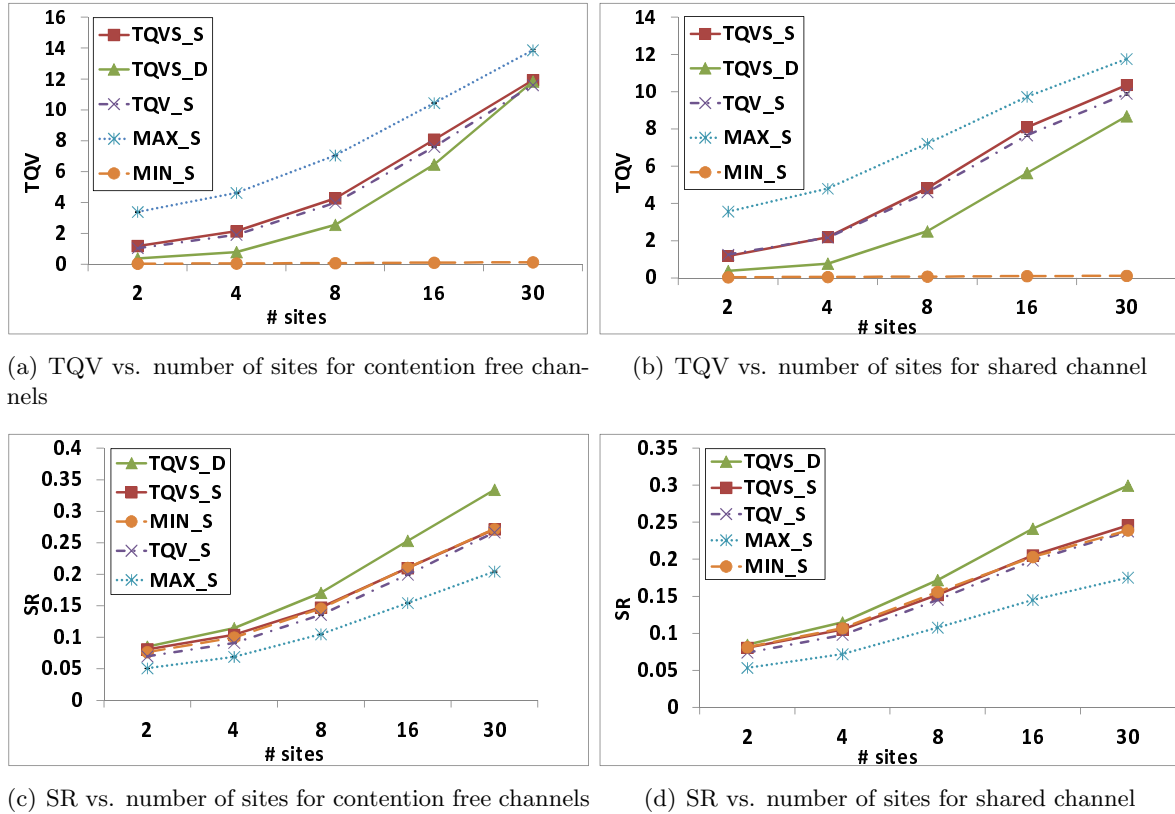 16
14
12
10
8
6
4
2
0
TQV
TQVS_S
TQVS_D
TQV_S
MAX_S
MIN_S
2 4 8 16 30
# sites
(a) TQV vs. number of sites for contention free chan-
nels
14
12
10
8
6
4
2
0
TQV
TQVS_S
TQVS_D
TQV_S
MAX_S
MIN_S
2 4 8 16 30
# sites
(b) TQV vs. number of sites for shared channel
0.4
0.35
0.3
0.25
0.2
0.15
0.1
0.05
0
SR
TQVS_D
TQVS_S
MIN_S
TQV_S
MAX_S
2 4 8 16 30
# sites
(c) SR vs. number of sites for contention free channels
0.35
0.3
0.25
0.2
0.15
0.1
0.05
0
SR
TQVS_D
TQVS_S
TQV_S
MAX_S
MIN_S
2 4 8 16 30
# sites
(d) SR vs. number of sites for shared channel